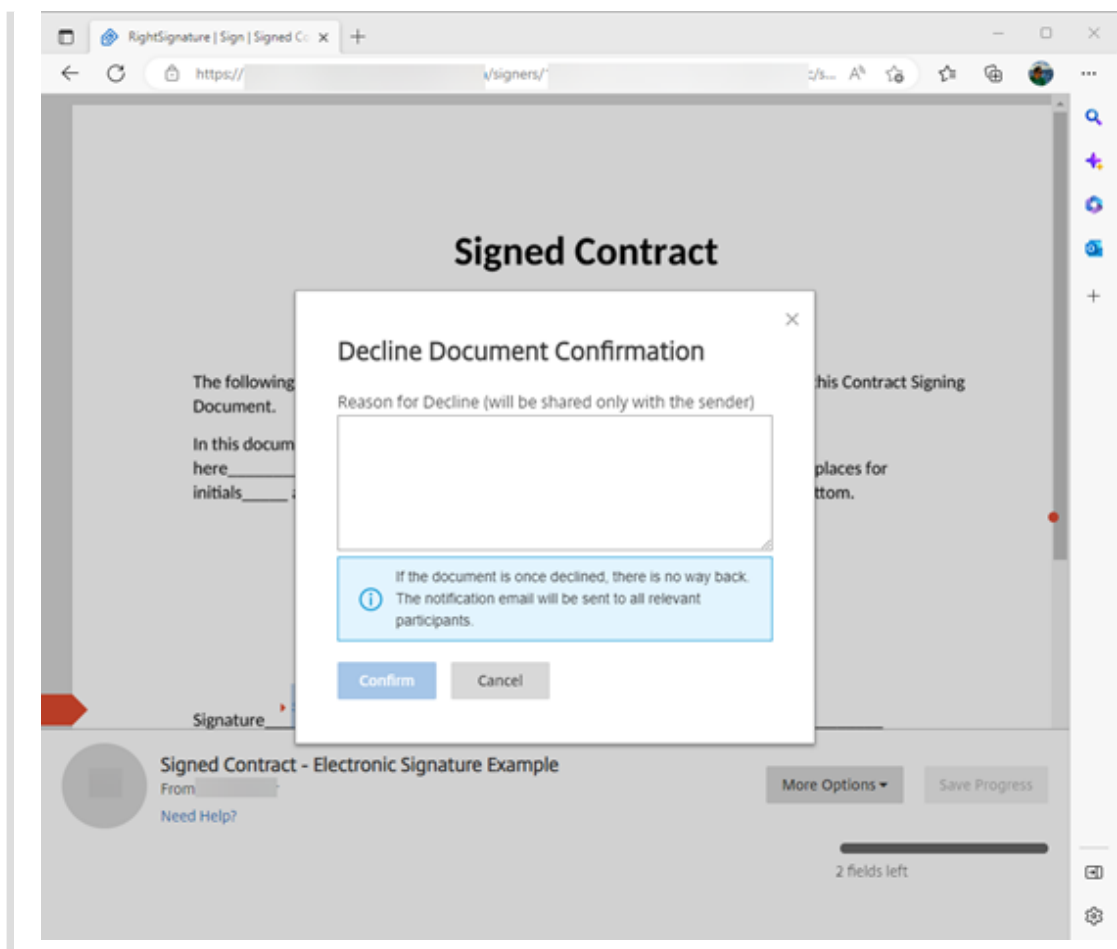 RightSignature | Sign | Signed Co
https:// /signers/ :/s...
Signed Contract
Decline Document Confirmation
The following his Contract Signing
Document.
Reason for Decline (will be shared only with the sender)
In this docum
here________ places for
initials_____ ttom.
If the document is once declined, there is no way back.
The notification email will be sent to all relevant
participants.
Confirm Cancel
Signature
Signed Contract - Electronic Signature Example
From
Need Help?
More Options Save Progress
2 fields left